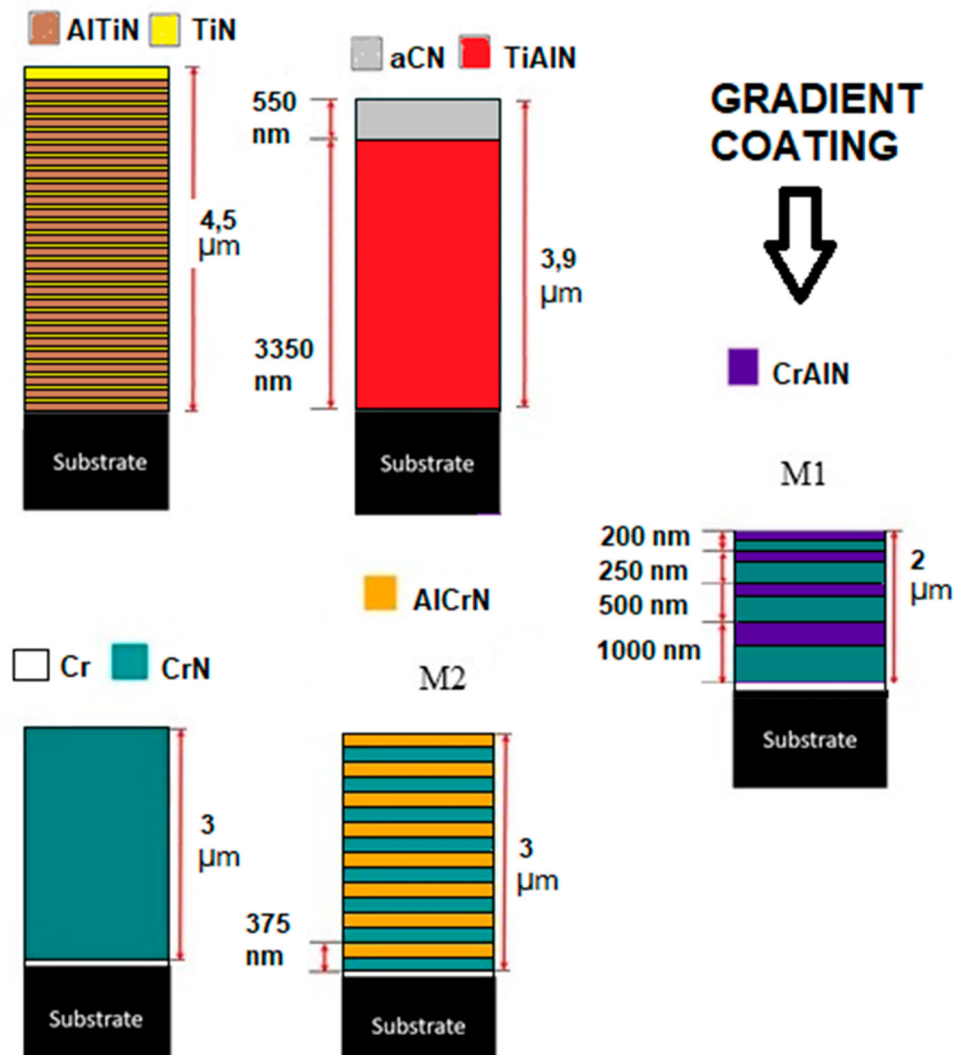 AlTiN TiN
4,5
µm
Substrate
aCN TiAlN
550
nm
3350
nm
3,9
µm
Substrate
GRADIENT
COATING
CrAlN
M1
200 nm
250 nm
500 nm
1000 nm
2
µm
Substrate
Cr CrN
3
µm
Substrate
AlCrN
M2
375
nm
3
µm
Substrate